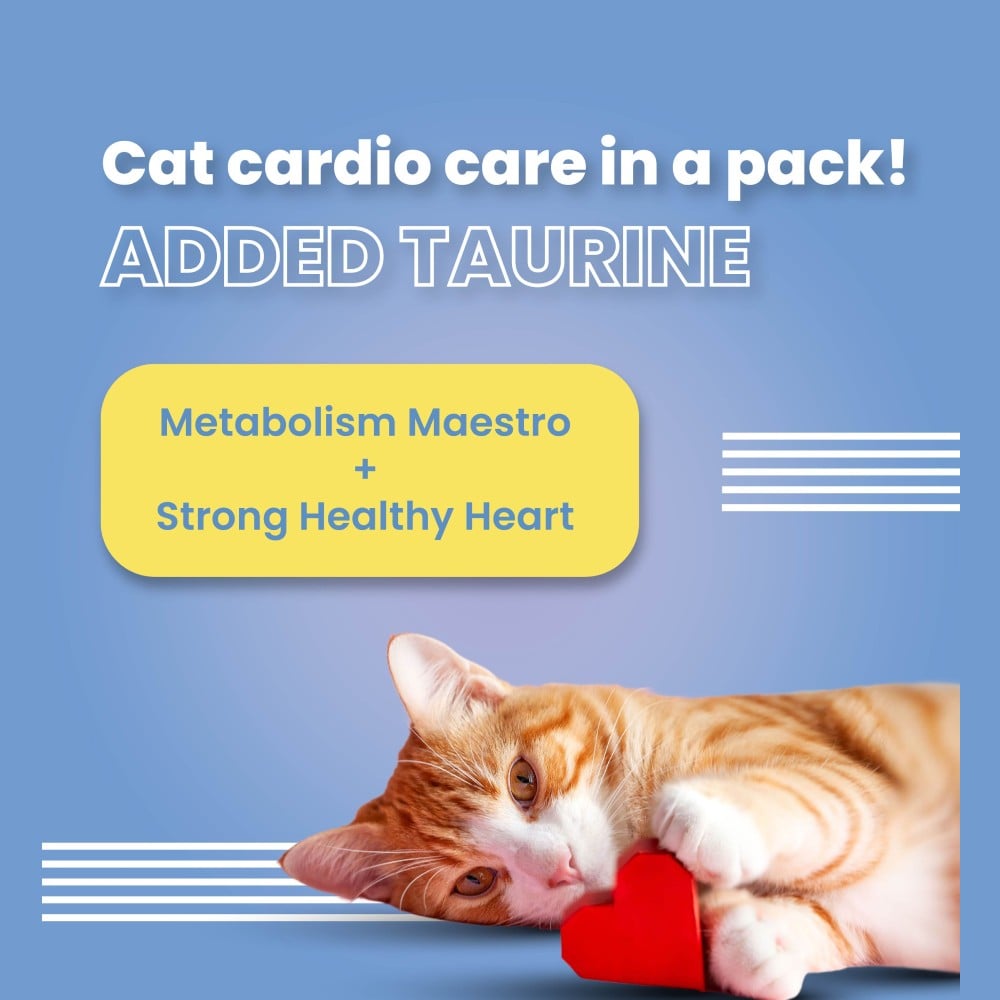 Cat cardio care in a pack!
ADDED TAURINE
Metabolism Maestro
+
Strong Healthy Heart